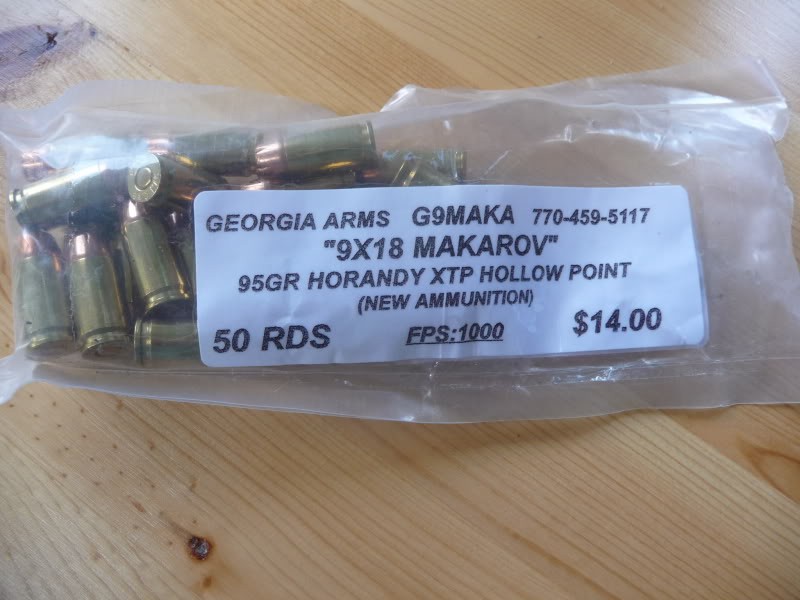 GEORGIA ARMS G9MAKA 770-459-5117
"9X18 MAKAROV"
95GR HORANDY XTP HOLLOW POINT
(NEW AMMUNITION)
50 RDS FPS:1000 $14.00